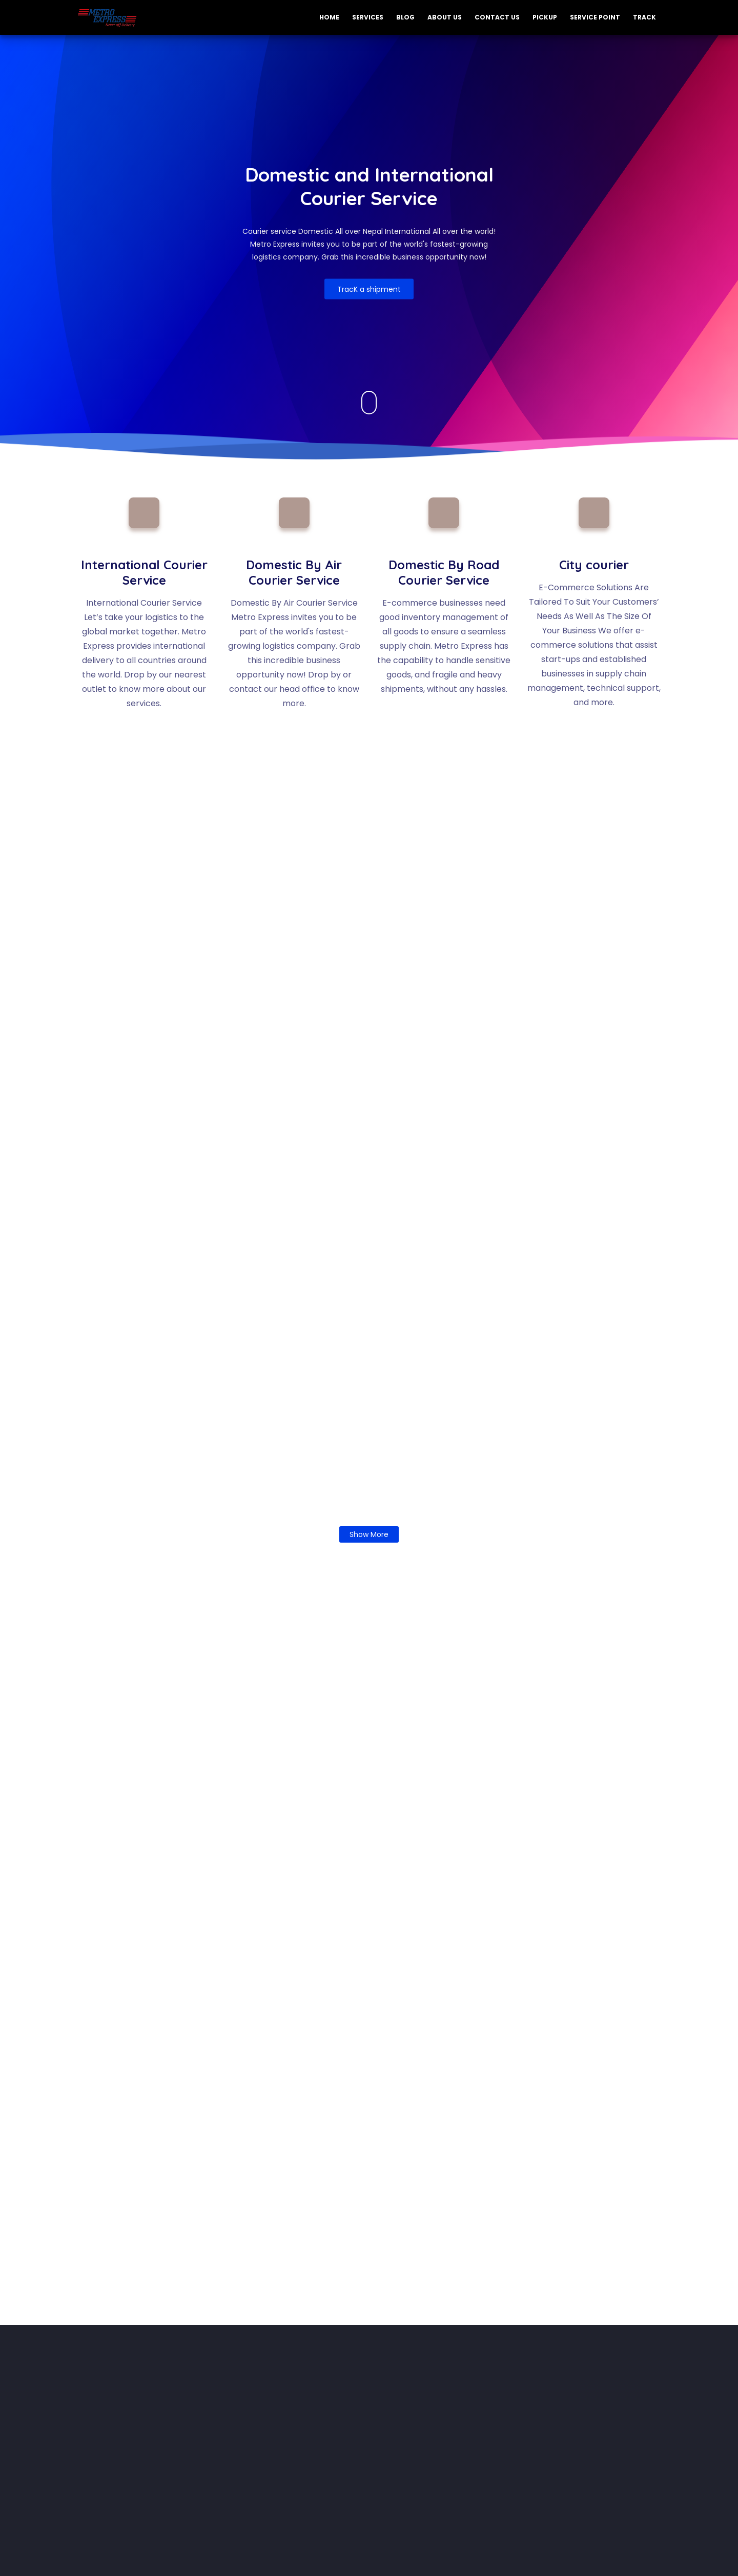 METRO
EXPRESS
HOME SERVICES BLOG ABOUT US CONTACT US PICKUP SERVICE POINT TRACK
Domestic and International
Courier Service
Courier service Domestic All over Nepal International All over the world!
Metro Express invites you to be part of the world's fastest-growing
logistics company. Grab this incredible business opportunity now!
TracK a shipment
International Courier
Service
International Courier Service
Let’s take your logistics to the
global market together. Metro
Express provides international
delivery to all countries around
the world. Drop by our nearest
outlet to know more about our
services.
Domestic By Air
Courier Service
Domestic By Air Courier Service
Metro Express invites you to be
part of the world's fastest-
growing logistics company. Grab
this incredible business
opportunity now! Drop by or
contact our head office to know
more.
Domestic By Road
Courier Service
E-commerce businesses need
good inventory management of
all goods to ensure a seamless
supply chain. Metro Express has
the capability to handle sensitive
goods, and fragile and heavy
shipments, without any hassles.
City courier
E-Commerce Solutions Are
Tailored To Suit Your Customers’
Needs As Well As The Size Of
Your Business We offer e-
commerce solutions that assist
start-ups and established
businesses in supply chain
management, technical support,
and more.
Show More